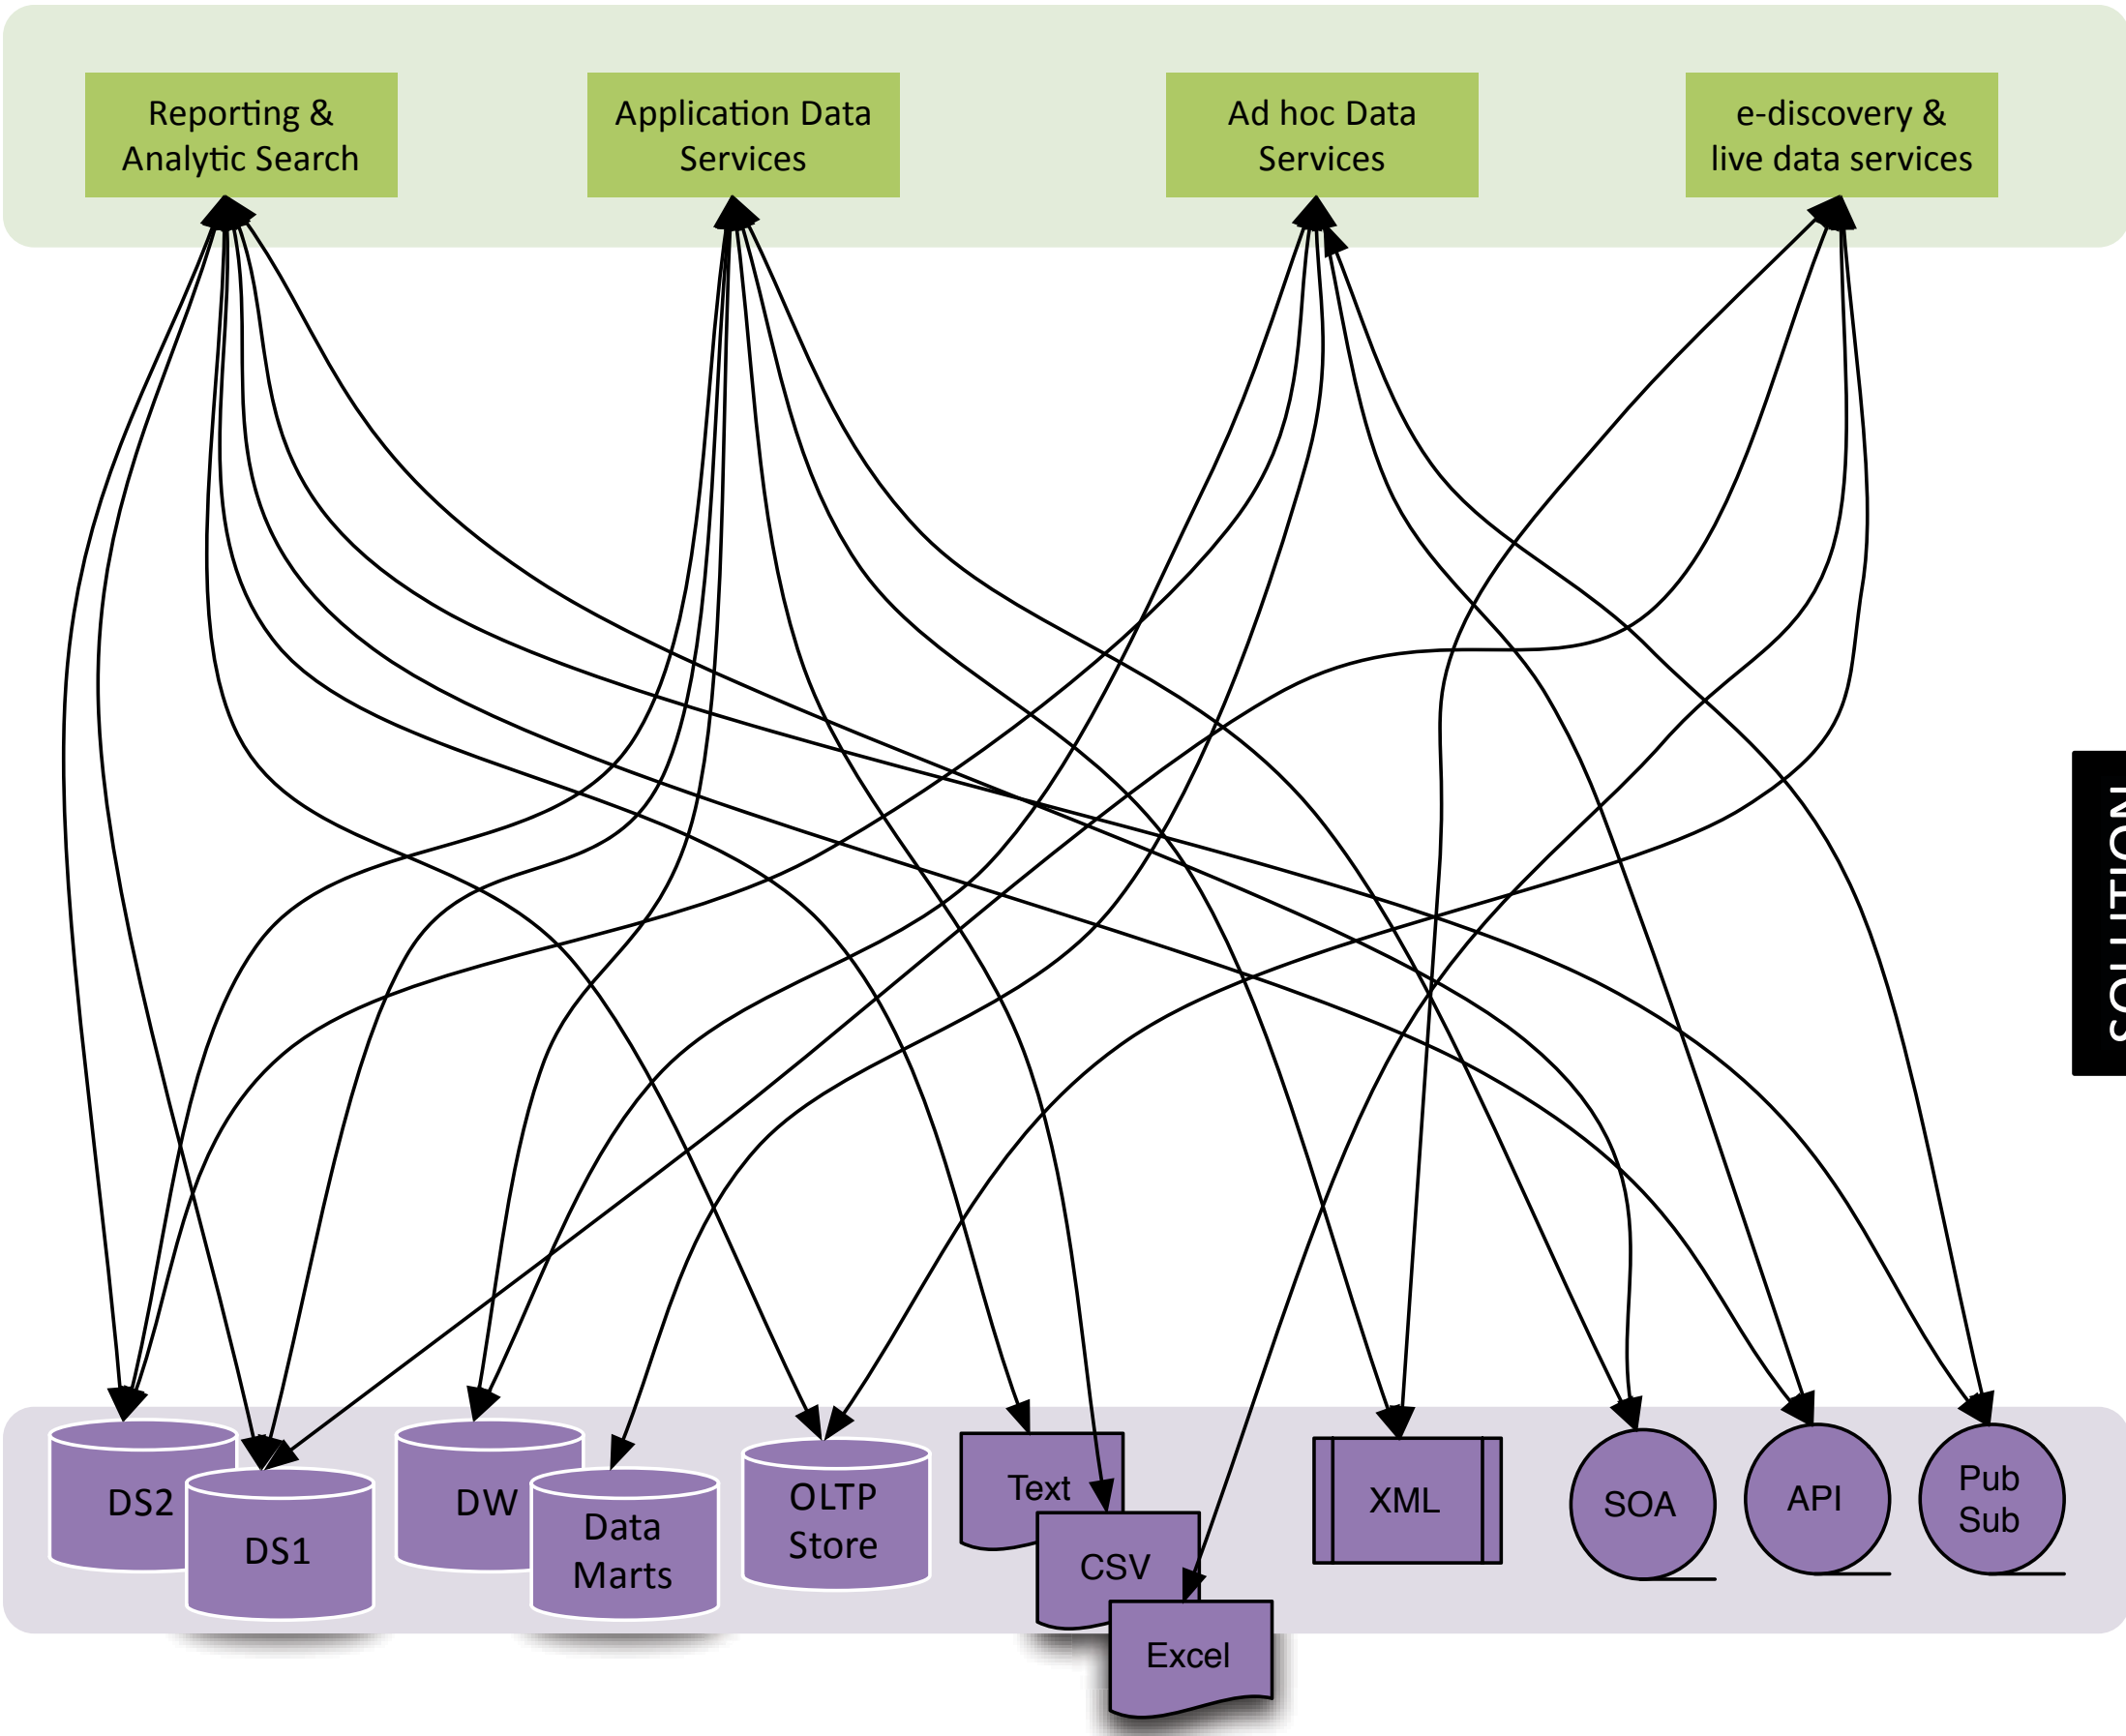 Reporting &
Analytic Search
Application Data
Services
Ad hoc Data
Services
e-discovery &
live data services
SOLUTION
DS2
DS1
DW
Data
Marts
OLTP
Store
Text
CSV
Excel
XML
SOA
API
Pub
Sub